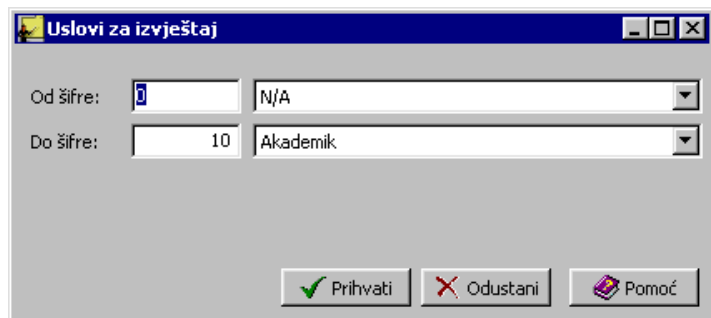 Uslovi za izvještaj
Od šifre: 0 N/A
Do šifre: 10 Akademik
Prihvati Odustani Pomoć